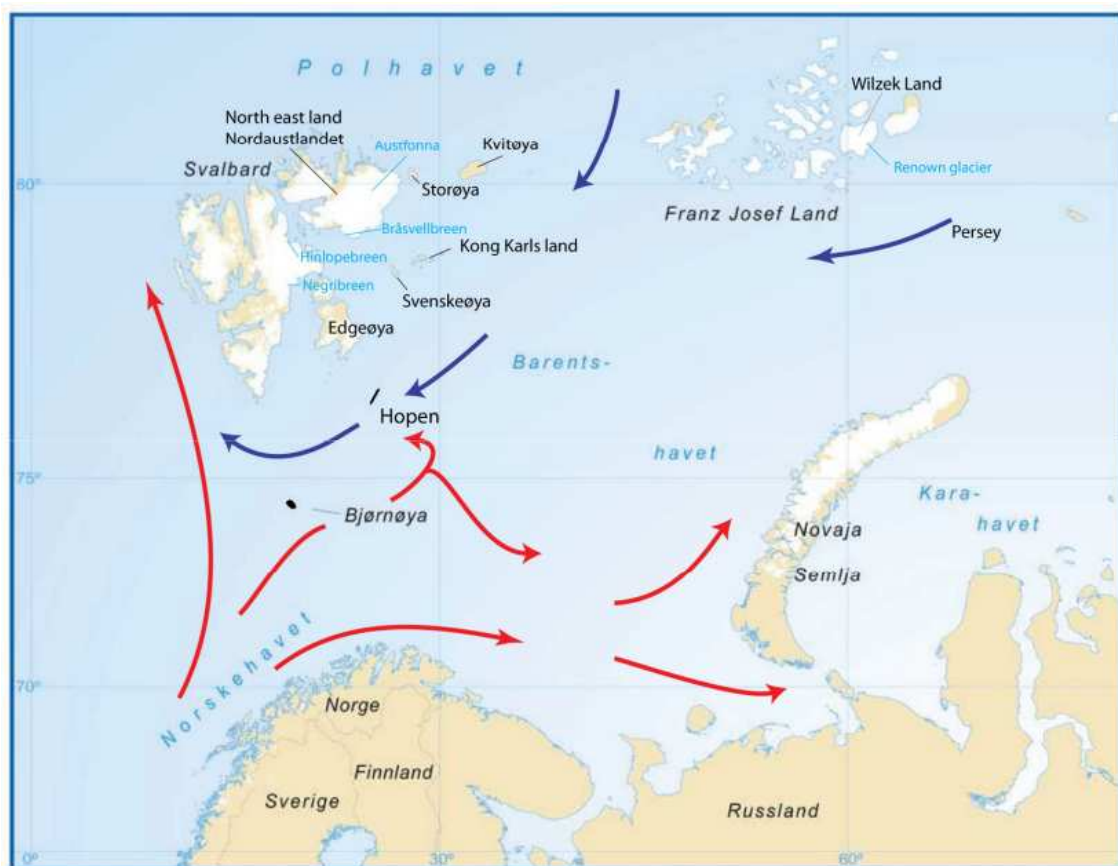 Polhavet
Wilzek Land
North east land
Nordaustlandet
Austfonna
Kvitøya
Renown glacier
Svalbard
80°
Storøya
Franz Josef Land
Bråsvellbreen
Persey
Kong Karls land
Hinlopebreen
Negribreen
Svenskeøya
Edgeøya
Barents-
Hopen
havet
75°
Kara-
havet
Bjørnøya
Novaja
Semlja
Norskehavet
70°
Norge
Finnland
Sverige
Russland
0°
30°
60°